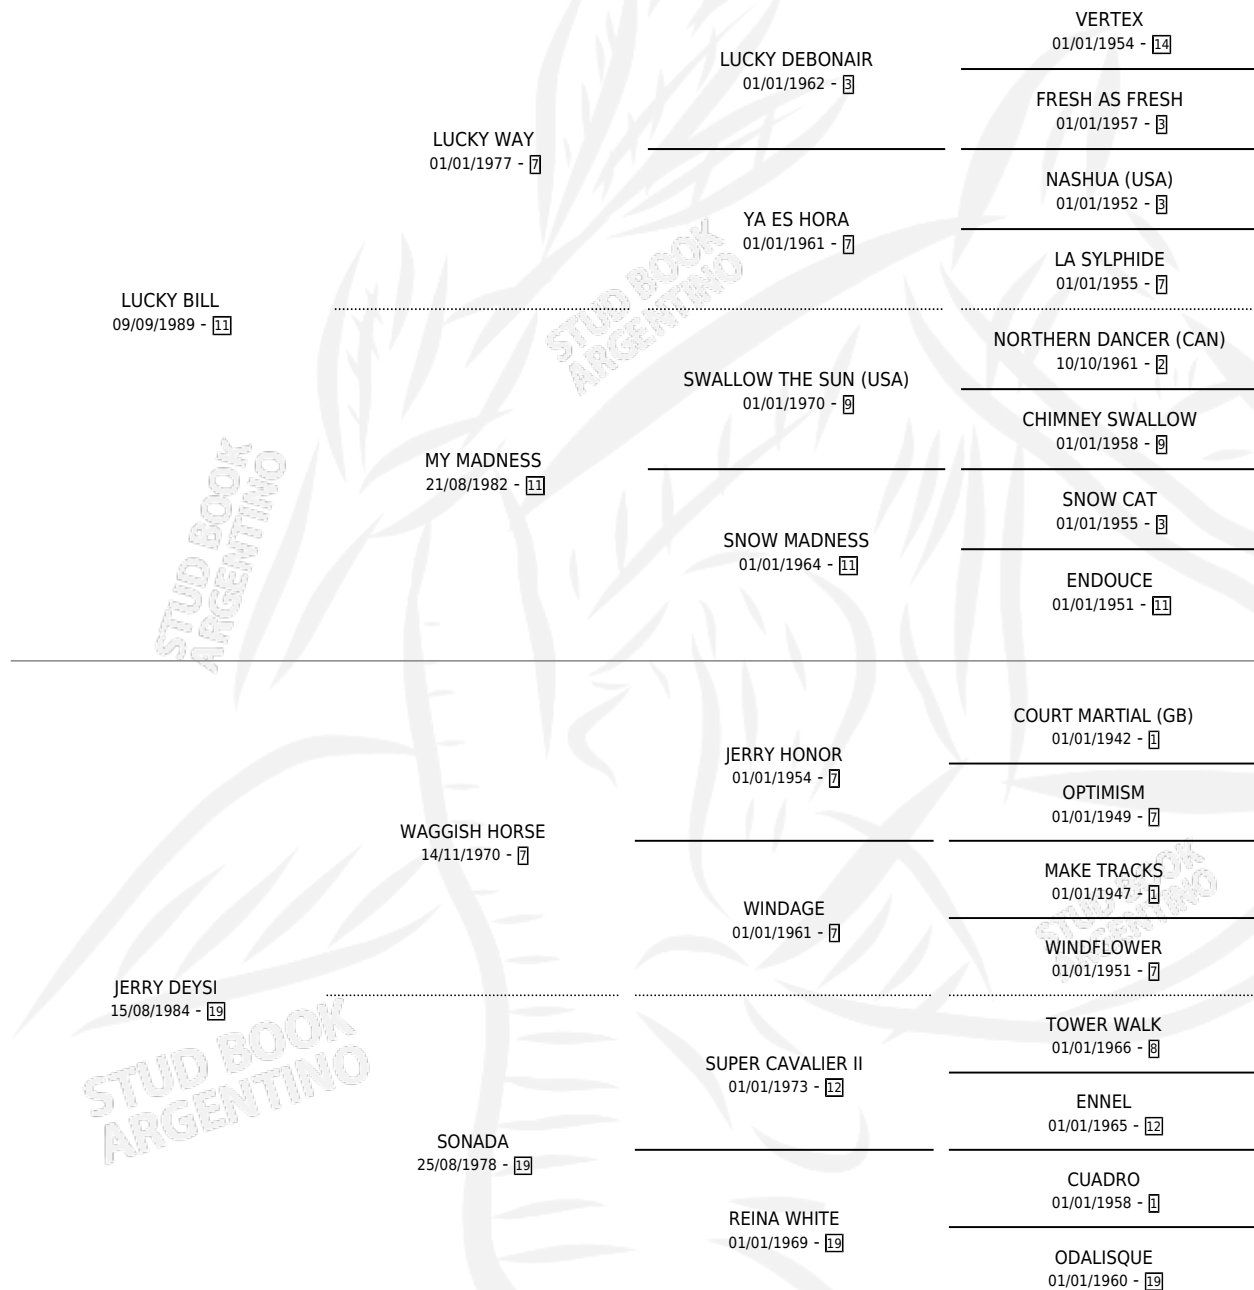 VERTEX
01/01/1954 - 14
LUCKY DEBONAIR
01/01/1962 - 3
FRESH AS FRESH
01/01/1957 - 3
LUCKY WAY
01/01/1977 - 7
NASHUA (USA)
01/01/1952 - 3
YA ES HORA
01/01/1961 - 7
LA SYLPHIDE
01/01/1955 - 7
LUCKY BILL
09/09/1989 - 11
NORTHERN DANCER (CAN)
10/10/1961 - 2
SWALLOW THE SUN (USA)
01/01/1970 - 9
CHIMNEY SWALLOW
01/01/1958 - 9
MY MADNESS
21/08/1982 - 11
SNOW CAT
01/01/1955 - 3
SNOW MADNESS
01/01/1964 - 11
ENDOUCE
01/01/1951 - 11
COURT MARTIAL (GB)
01/01/1942 - 1
JERRY HONOR
01/01/1954 - 7
OPTIMISM
01/01/1949 - 7
WAGGISH HORSE
14/11/1970 - 7
MAKE TRACKS
01/01/1947 - 1
WINDAGE
01/01/1961 - 7
WINDFLOWER
01/01/1951 - 7
JERRY DEYSI
15/08/1984 - 19
TOWER WALK
01/01/1966 - 8
SUPER CAVALIER II
01/01/1973 - 12
ENNEL
01/01/1965 - 12
SONADA
25/08/1978 - 19
CUADRO
01/01/1958 - 1
REINA WHITE
01/01/1969 - 19
ODALISQUE
01/01/1960 - 19
STUD BOOK
ARGENTINO
STUD BOOK
ARGENTINO
STUD BOOK
ARGENTINO
STUD BOOK
ARGENTINO